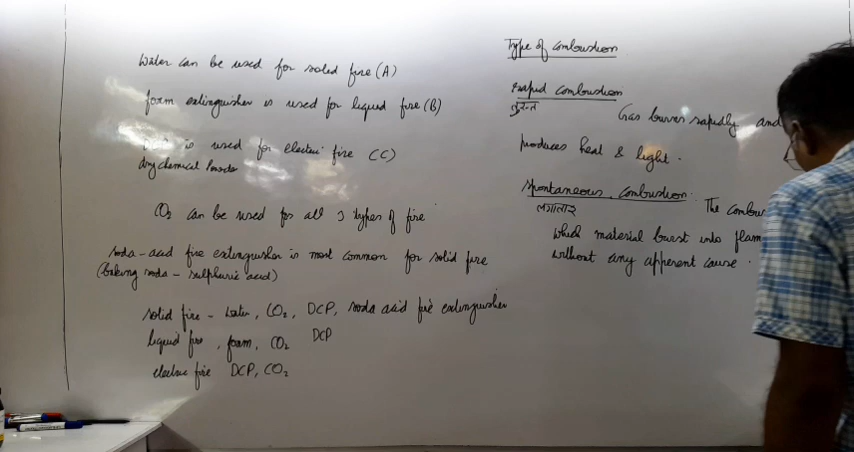 Water can be used for solid fire (A)
foam extinguisher is used for liquid fire (B)
is used for electric fire (C)
dry chemical
CO₂ can be used for all 3 types of fire
soda-acid fire extinguisher is most common for solid fire
(baking soda - sulphuric acid)
solid fire - water, CO₂, DCP, soda acid fire extinguisher
liquid fire, foam, CO₂ DCP
electric fire DCP, CO₂
Type of combustion
Rapid combustion
तुरन्त
Gas burns rapidly and
produces heat & light.
Spontaneous combustion: The combus
लगातार
which material burst into flam
without any apperent cause.